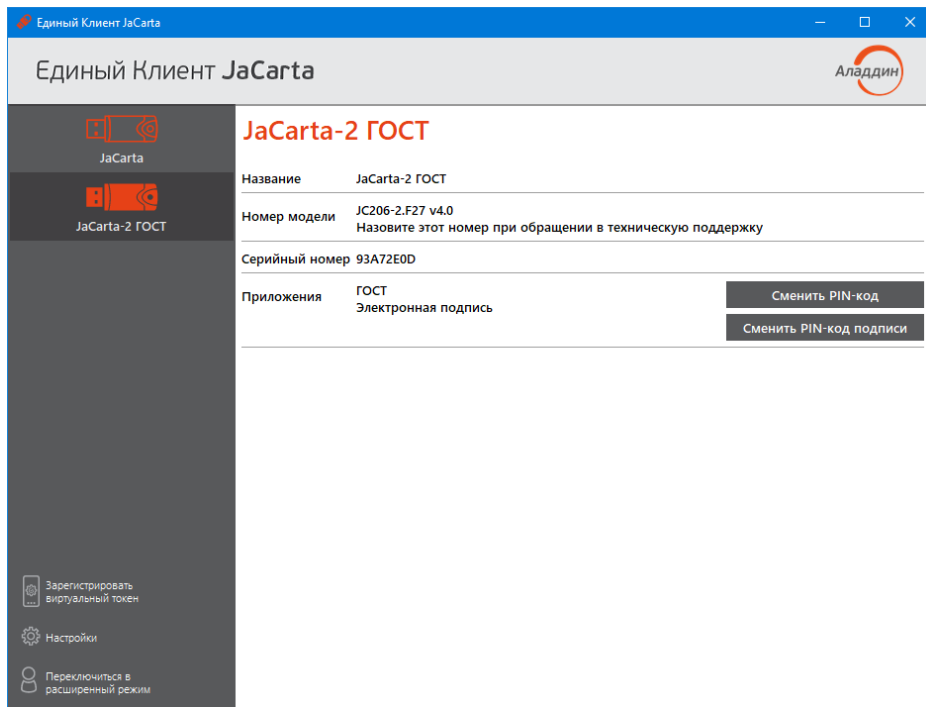 Единый Клиент JaCarta
Единый Клиент JaCarta
Аладдин
JaCarta
JaCarta-2 ГОСТ
JaCarta-2 ГОСТ
Название JaCarta-2 ГОСТ
Номер модели JC206-2.F27 v4.0
Назовите этот номер при обращении в техническую поддержку
Серийный номер 93A72E0D
Приложения ГОСТ
Электронная подпись
Сменить PIN-код
Сменить PIN-код подписи
Зарегистрировать
виртуальный токен
Настройки
Переключиться в
расширенный режим